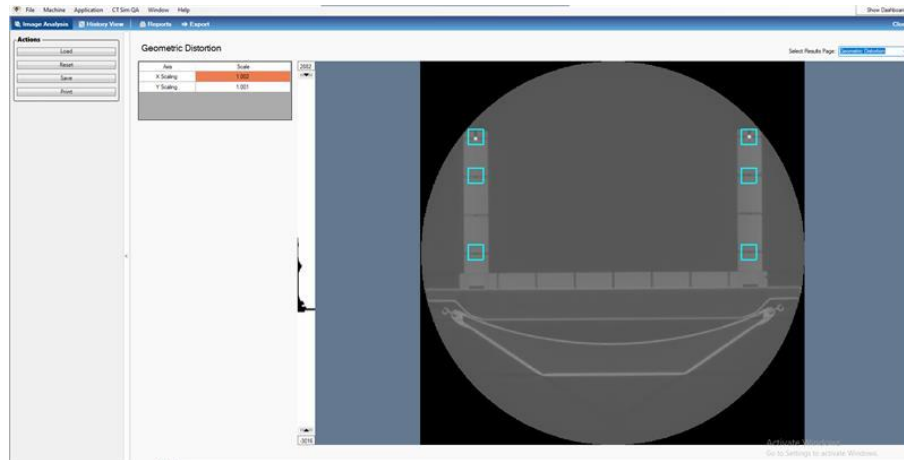 File Machine Application CT Sim QA Window Help
Show Dashboard
Image Analysis History View Reports Export
Actions
Load
Reset
Save
Print
Geometric Distortion
Select Results Page: Geometric Distortion
Axis Scale
X Scaling 1.002
Y Scaling 1.001
2002
-3016
Activate Windows
Go to Settings to activate Windows.